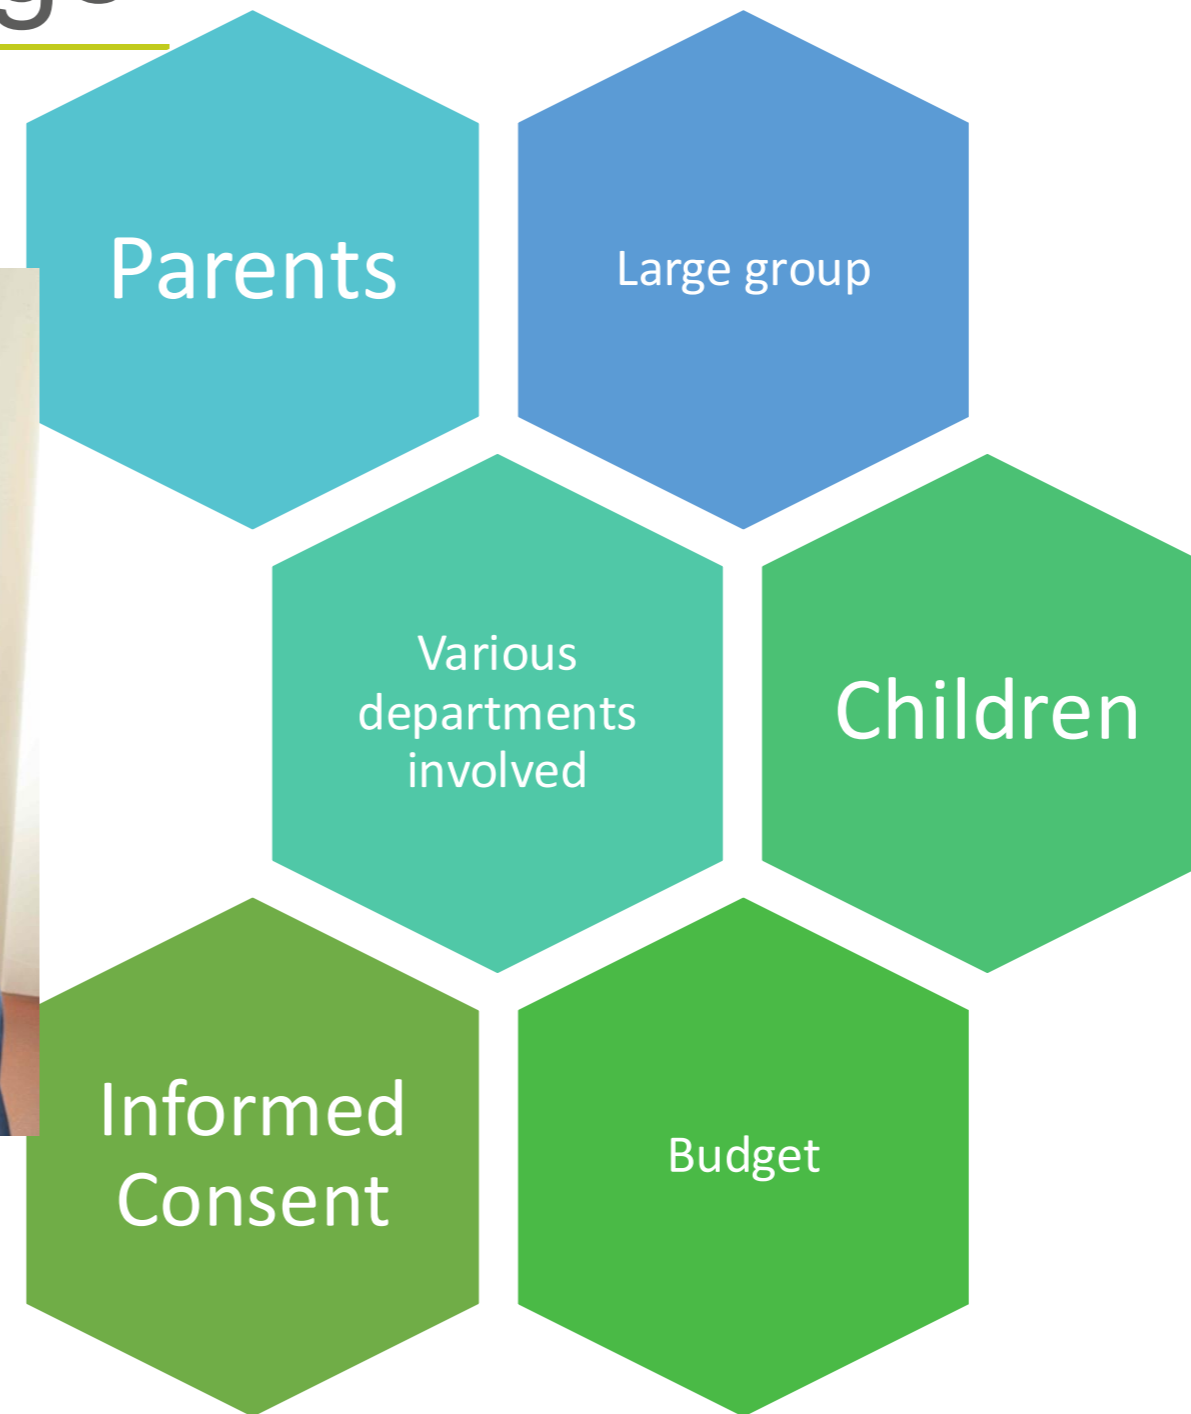 Parents
Large group
Various
departments
involved
Children
Informed
Consent
Budget